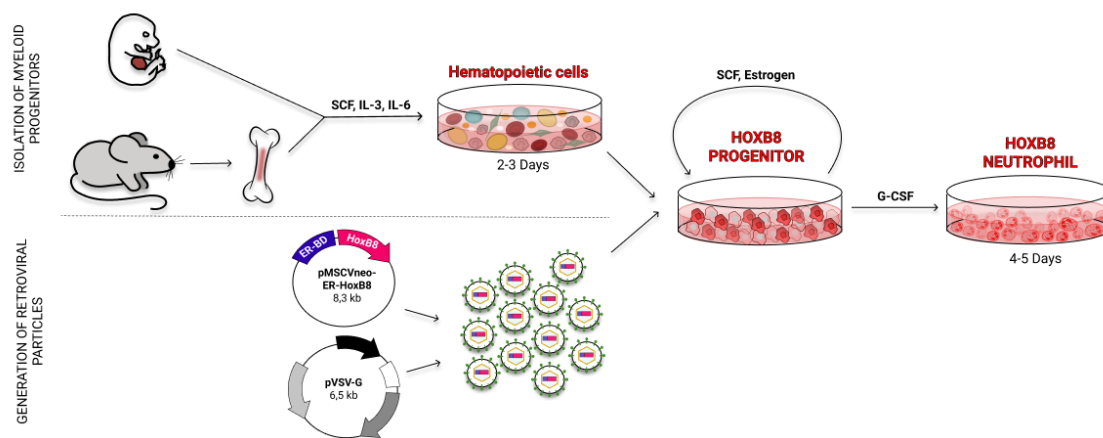 ISOLATION OF MYELOID
PROGENITORS
SCF, IL-3, IL-6
Hematopoietic cells
2-3 Days
SCF, Estrogen
HOXB8
PROGENITOR
G-CSF
HOXB8
NEUTROPHIL
4-5 Days
GENERATION OF RETROVIRAL
PARTICLES
ER-BD
HoxB8
pMSCVneo-
ER-HoxB8
8,3 kb
pVSV-G
6,5 kb